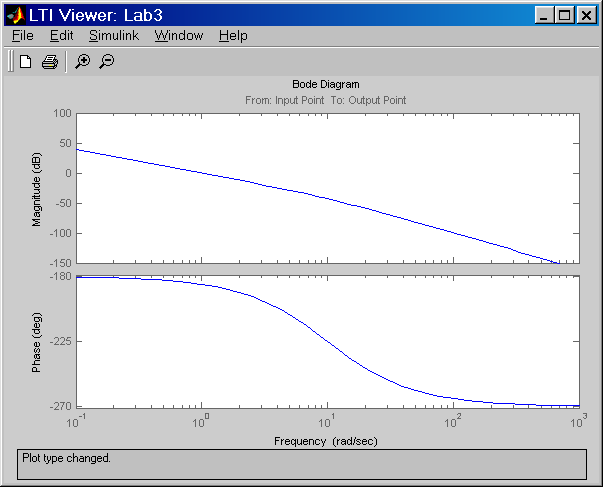 LTI Viewer: Lab3
File Edit Simulink Window Help
Bode Diagram
From: Input Point To: Output Point
Magnitude (dB)
100
50
0
-50
-100
-150
Phase (deg)
-180
-225
-270
10^-1 10^0 10^1 10^2 10^3
Frequency (rad/sec)
Plot type changed.